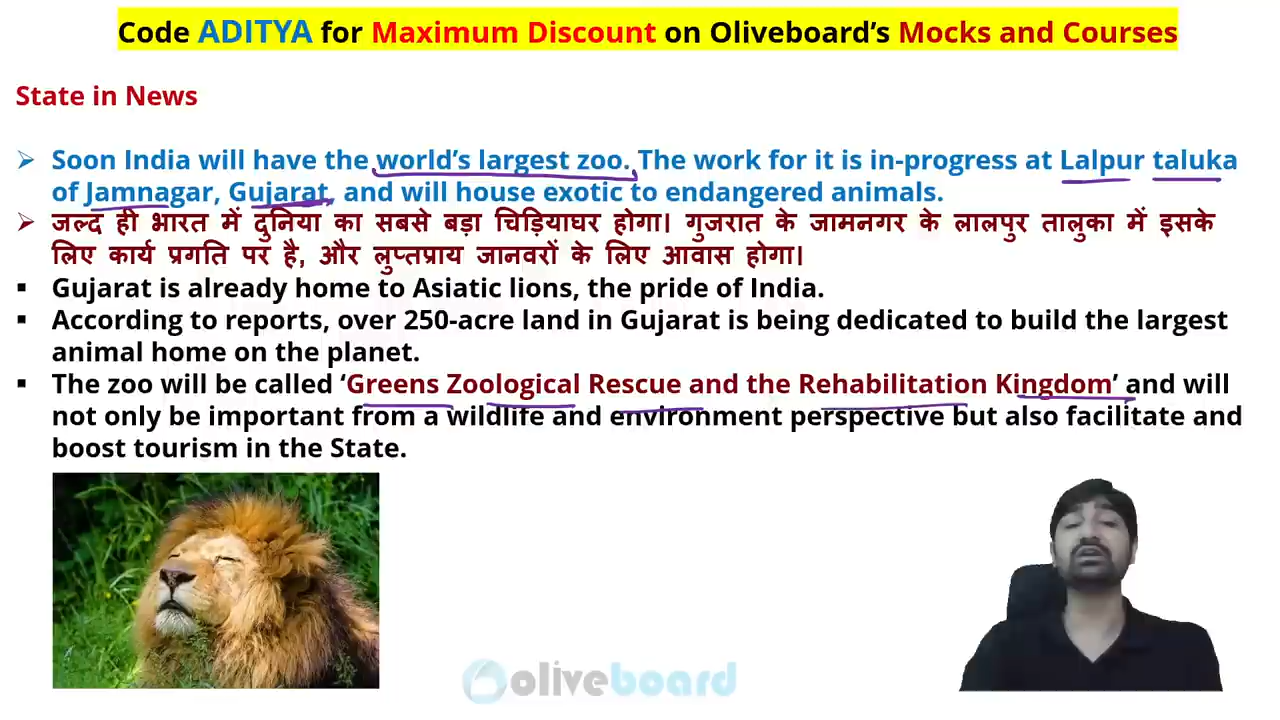 Code ADITYA for Maximum Discount on Oliveboard’s Mocks and Courses
State in News
➢ Soon India will have the world’s largest zoo. The work for it is in-progress at Lalpur taluka
of Jamnagar, Gujarat, and will house exotic to endangered animals.
➢ जल्द ही भारत में दुनिया का सबसे बड़ा चिड़ियाघर होगा। गुजरात के जामनगर के लालपुर तालुका में इसके
लिए कार्य प्रगति पर है, और लुप्तप्राय जानवरों के लिए आवास होगा।
▪ Gujarat is already home to Asiatic lions, the pride of India.
▪ According to reports, over 250-acre land in Gujarat is being dedicated to build the largest
animal home on the planet.
▪ The zoo will be called ‘Greens Zoological Rescue and the Rehabilitation Kingdom’ and will
not only be important from a wildlife and environment perspective but also facilitate and
boost tourism in the State.
oliveboard